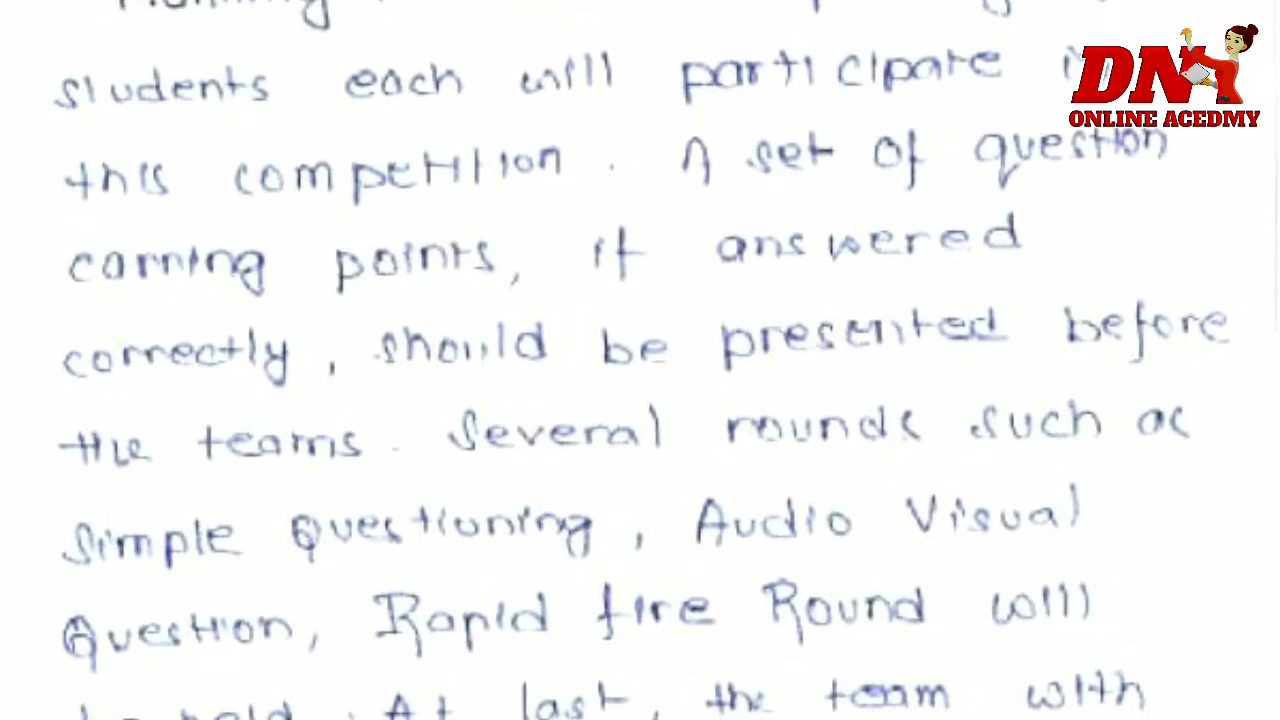 students each will participate
this competition. A set of question
carning points, if answered
correctly, should be presented before
the teams. Several rounds such as
Simple Questioning, Audio Visual
Question, Rapid fire Round will
At last, the team with
DN
ONLINE ACEDMY